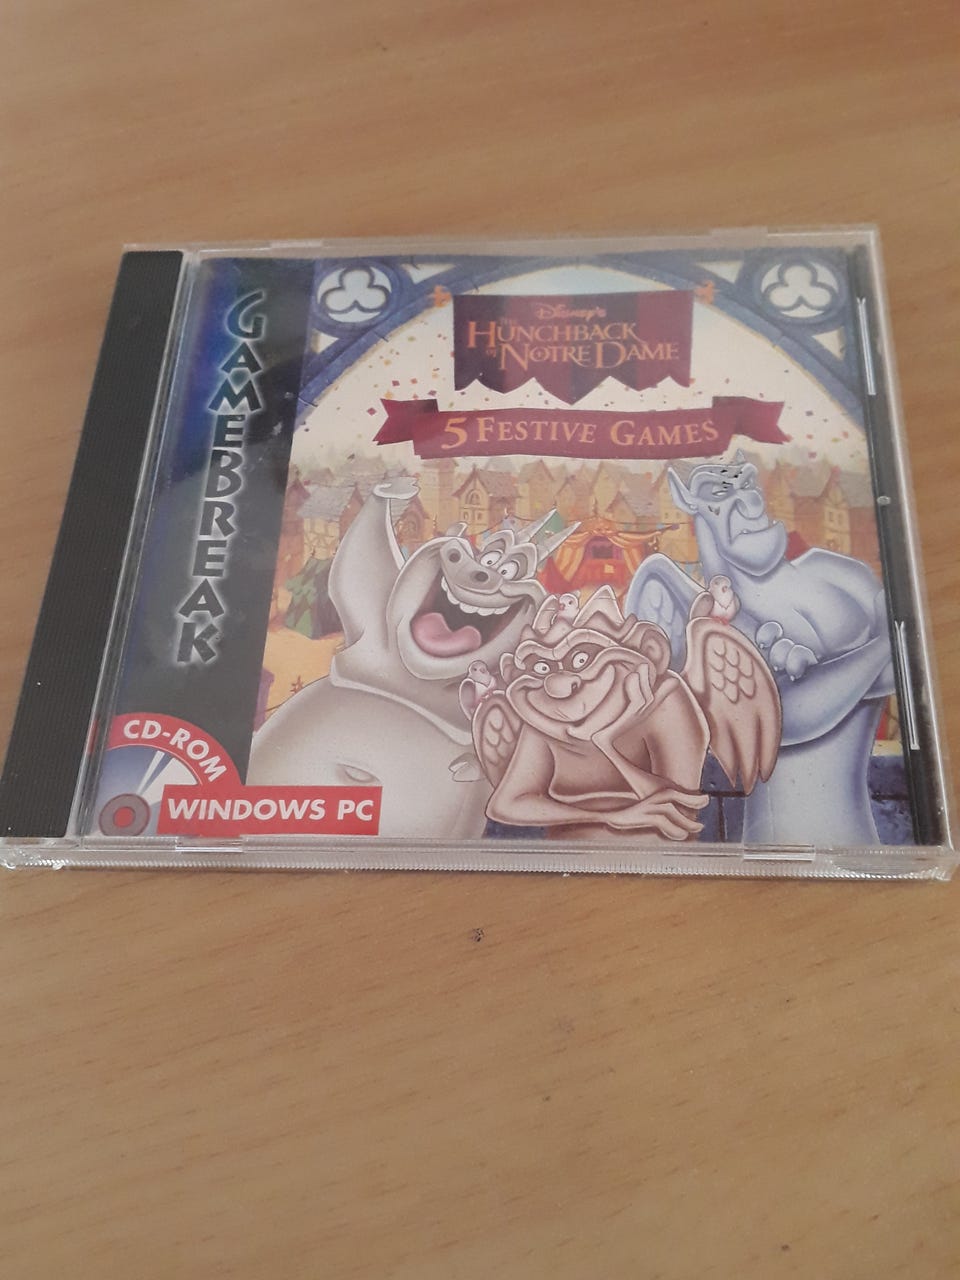 GAMEBREAK
Disney's
THE
HUNCHBACK
OF NOTRE DAME
5 FESTIVE GAMES
CD-ROM
WINDOWS PC